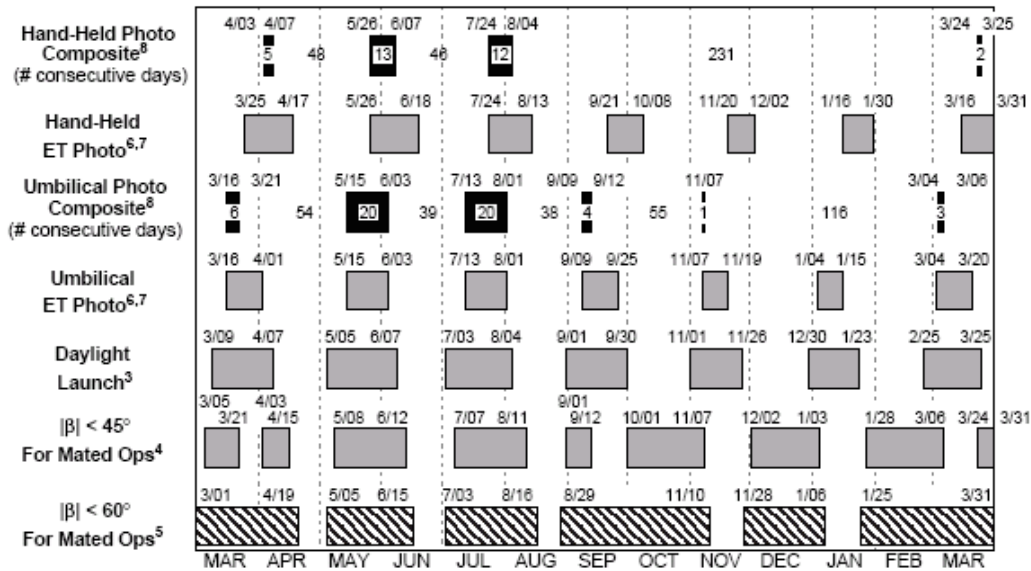 4/03 4/07 5/26 6/07 7/24 8/04 3/24 3/25
Hand-Held Photo
Composite⁸
(# consecutive days)
5 48 13 46 12 231 2
3/25 4/17 5/26 6/18 7/24 8/13 9/21 10/08 11/20 12/02 1/16 1/30 3/16 3/31
Hand-Held
ET Photo⁶,⁷
3/16 3/21 5/15 6/03 7/13 8/01 9/09 9/12 11/07 3/04 3/06
Umbilical Photo
Composite⁸
(# consecutive days)
6 54 20 39 20 38 4 55 1 116 3
3/16 4/01 5/15 6/03 7/13 8/01 9/09 9/25 11/07 11/19 1/04 1/15 3/04 3/20
Umbilical
ET Photo⁶,⁷
3/09 4/07 5/05 6/07 7/03 8/04 9/01 9/30 11/01 11/26 12/30 1/23 2/25 3/25
Daylight
Launch³
3/05 4/03 9/01
3/21 4/15 5/08 6/12 7/07 8/11 9/12 10/01 11/07 12/02 1/03 1/28 3/06 3/24 3/31
|β| < 45°
For Mated Ops⁴
3/01 4/19 5/05 6/15 7/03 8/16 8/29 11/10 11/28 1/06 1/25 3/31
|β| < 60°
For Mated Ops⁵
MAR APR MAY JUN JUL AUG SEP OCT NOV DEC JAN FEB MAR